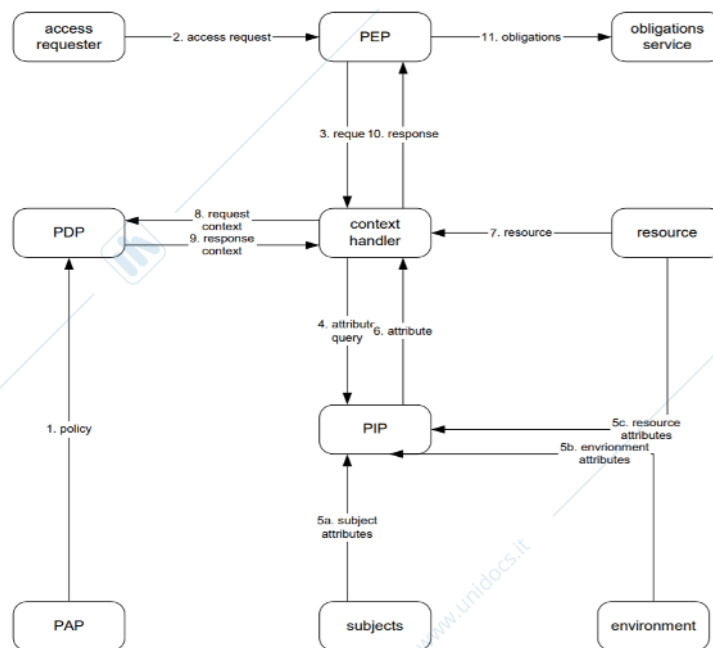 access
requester
2. access request
PEP
11. obligations
obligations
service
3. reque
10. response
PDP
8. request
context
9. response
context
context
handler
7. resource
resource
4. attribute
query
6. attribute
1. policy
PIP
5c. resource
attributes
5b. envrionment
attributes
5a. subject
attributes
PAP
subjects
environment
www.unidocs.it